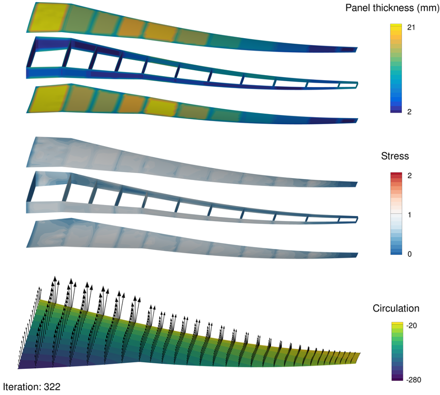 Panel thickness (mm)
21
2
Stress
2
1
0
Circulation
-20
-280
Iteration: 322